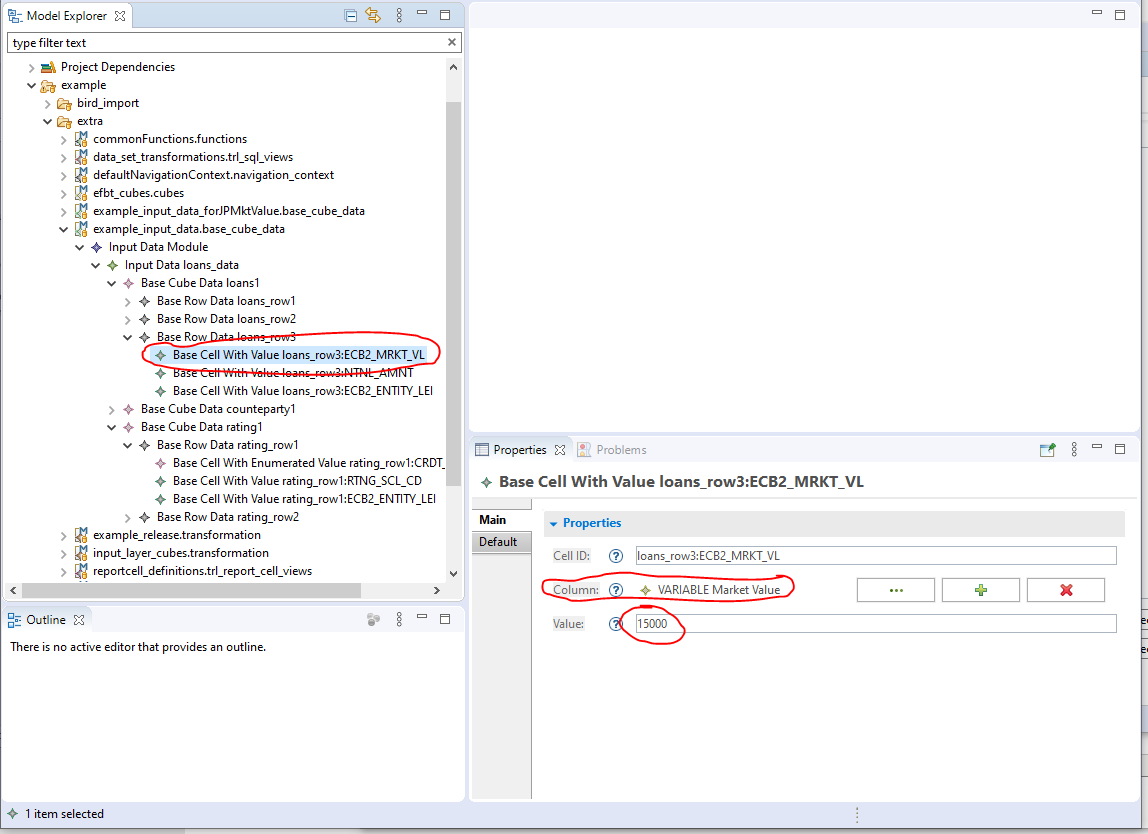 Model Explorer
type filter text
Project Dependencies
example
bird_import
extra
commonFunctions.functions
data_set_transformations.trl_sql_views
defaultNavigationContext.navigation_context
efbt_cubes.cubes
example_input_data_forJPMktValue.base_cube_data
example_input_data.base_cube_data
Input Data Module
Input Data loans_data
Base Cube Data loans1
Base Row Data loans_row1
Base Row Data loans_row2
Base Row Data loans_row3
Base Cell With Value loans_row3:ECB2_MRKT_VL
Base Cell With Value loans_row3:NTNL_AMNT
Base Cell With Value loans_row3:ECB2_ENTITY_LEI
Base Cube Data counteparty1
Base Cube Data rating1
Base Row Data rating_row1
Base Cell With Enumerated Value rating_row1:CRDT_
Base Cell With Value rating_row1:RTNG_SCL_CD
Base Cell With Value rating_row1:ECB2_ENTITY_LEI
Base Row Data rating_row2
example_release.transformation
input_layer_cubes.transformation
reportcell_definitions.trl_report_cell_views
Outline
There is no active editor that provides an outline.
Properties Problems
Base Cell With Value loans_row3:ECB2_MRKT_VL
Main
Default
Properties
Cell ID: loans_row3:ECB2_MRKT_VL
Column: VARIABLE Market Value ...
Value: 15000
1 item selected